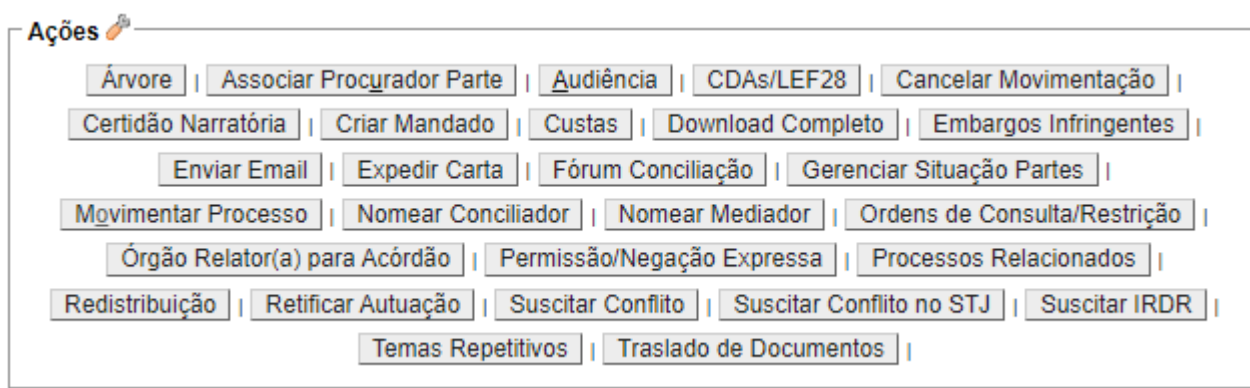 Ações
Árvore | Associar Procurador Parte | Audiência | CDAs/LEF28 | Cancelar Movimentação |
Certidão Narratória | Criar Mandado | Custas | Download Completo | Embargos Infringentes |
Enviar Email | Expedir Carta | Fórum Conciliação | Gerenciar Situação Partes |
Movimentar Processo | Nomear Conciliador | Nomear Mediador | Ordens de Consulta/Restrição |
Órgão Relator(a) para Acórdão | Permissão/Negação Expressa | Processos Relacionados |
Redistribuição | Retificar Autuação | Suscitar Conflito | Suscitar Conflito no STJ | Suscitar IRDR |
Temas Repetitivos | Traslado de Documentos |